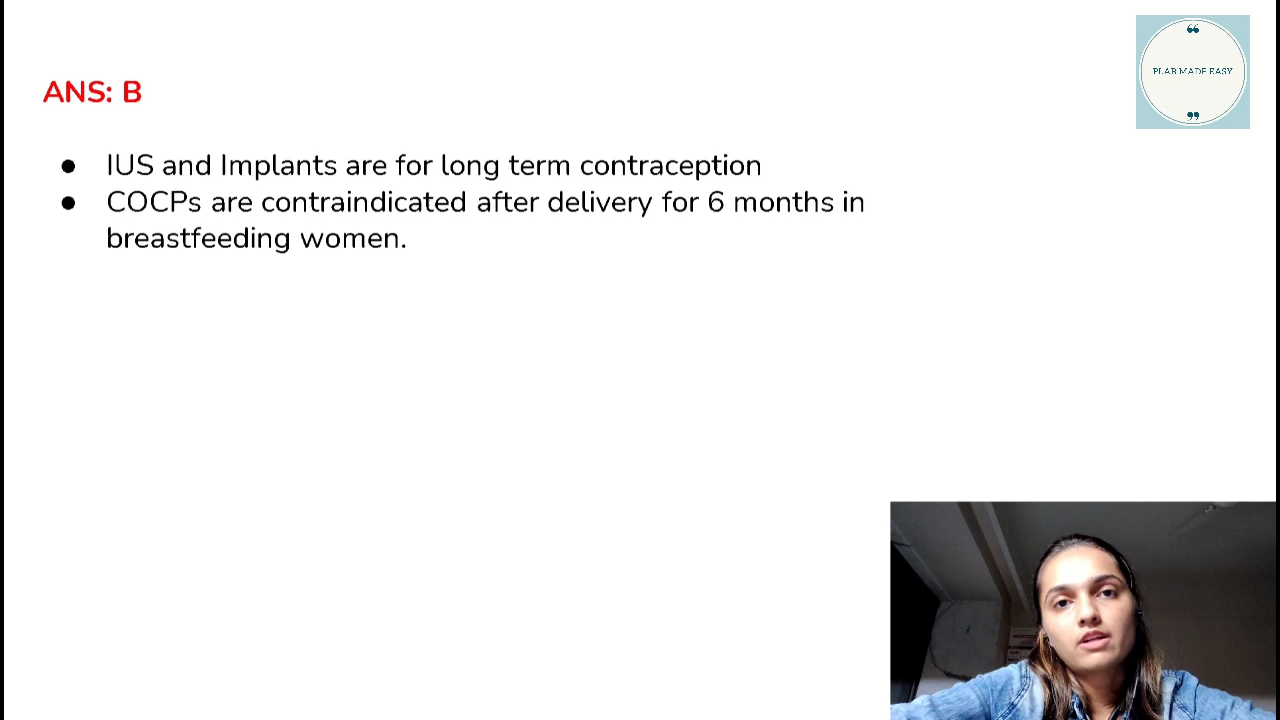 ❝
PLAB MADE EASY
❞
ANS: B
● IUS and Implants are for long term contraception
● COCPs are contraindicated after delivery for 6 months in
breastfeeding women.